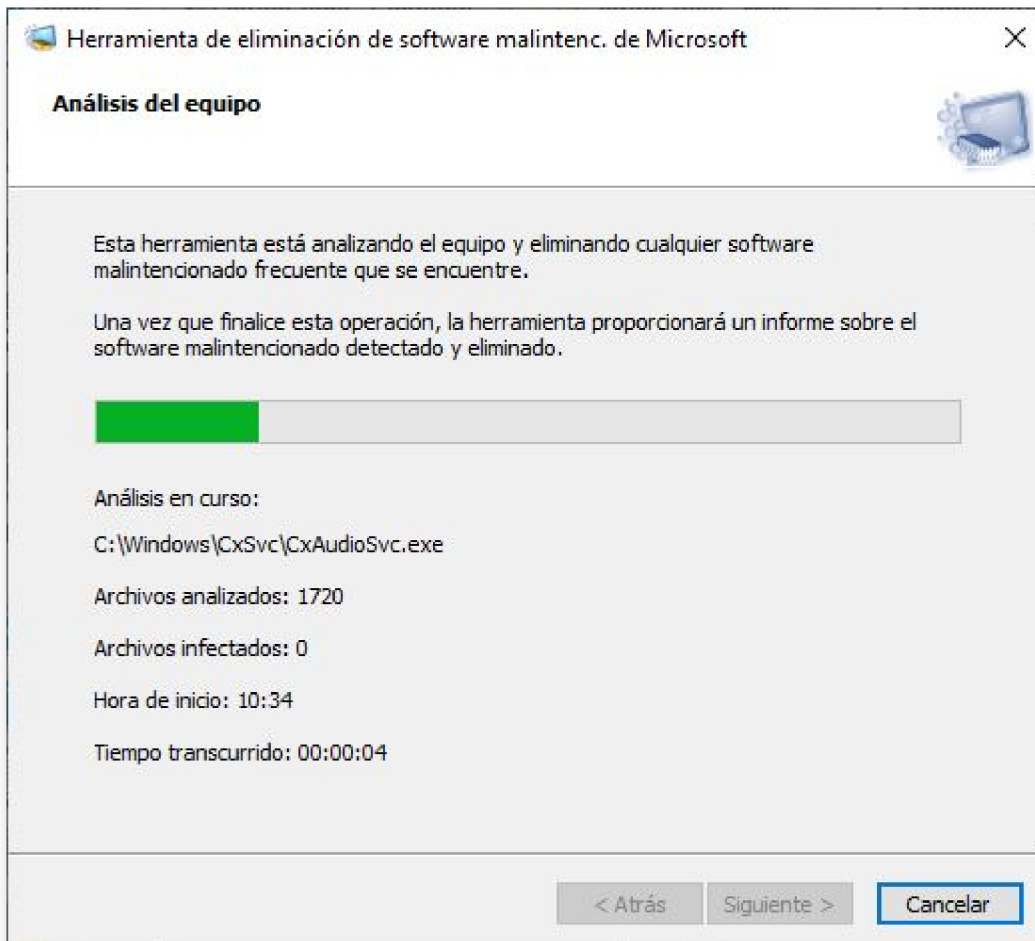 Herramienta de eliminación de software malintenc. de Microsoft
Análisis del equipo
Esta herramienta está analizando el equipo y eliminando cualquier software
malintencionado frecuente que se encuentre.
Una vez que finalice esta operación, la herramienta proporcionará un informe sobre el
software malintencionado detectado y eliminado.
Análisis en curso:
C:\Windows\CxSvc\CxAudioSvc.exe
Archivos analizados: 1720
Archivos infectados: 0
Hora de inicio: 10:34
Tiempo transcurrido: 00:00:04
< Atrás Siguiente > Cancelar